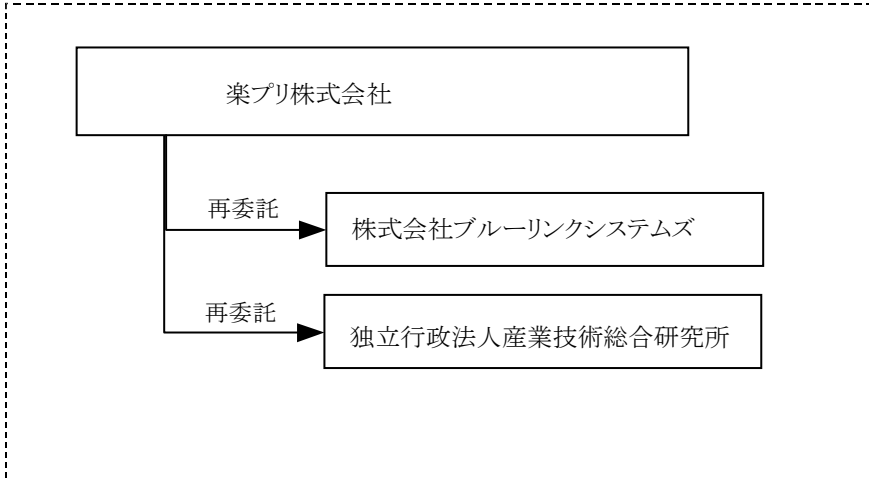 楽プリ株式会社
再委託
株式会社ブルーリンクシステムズ
再委託
独立行政法人産業技術総合研究所